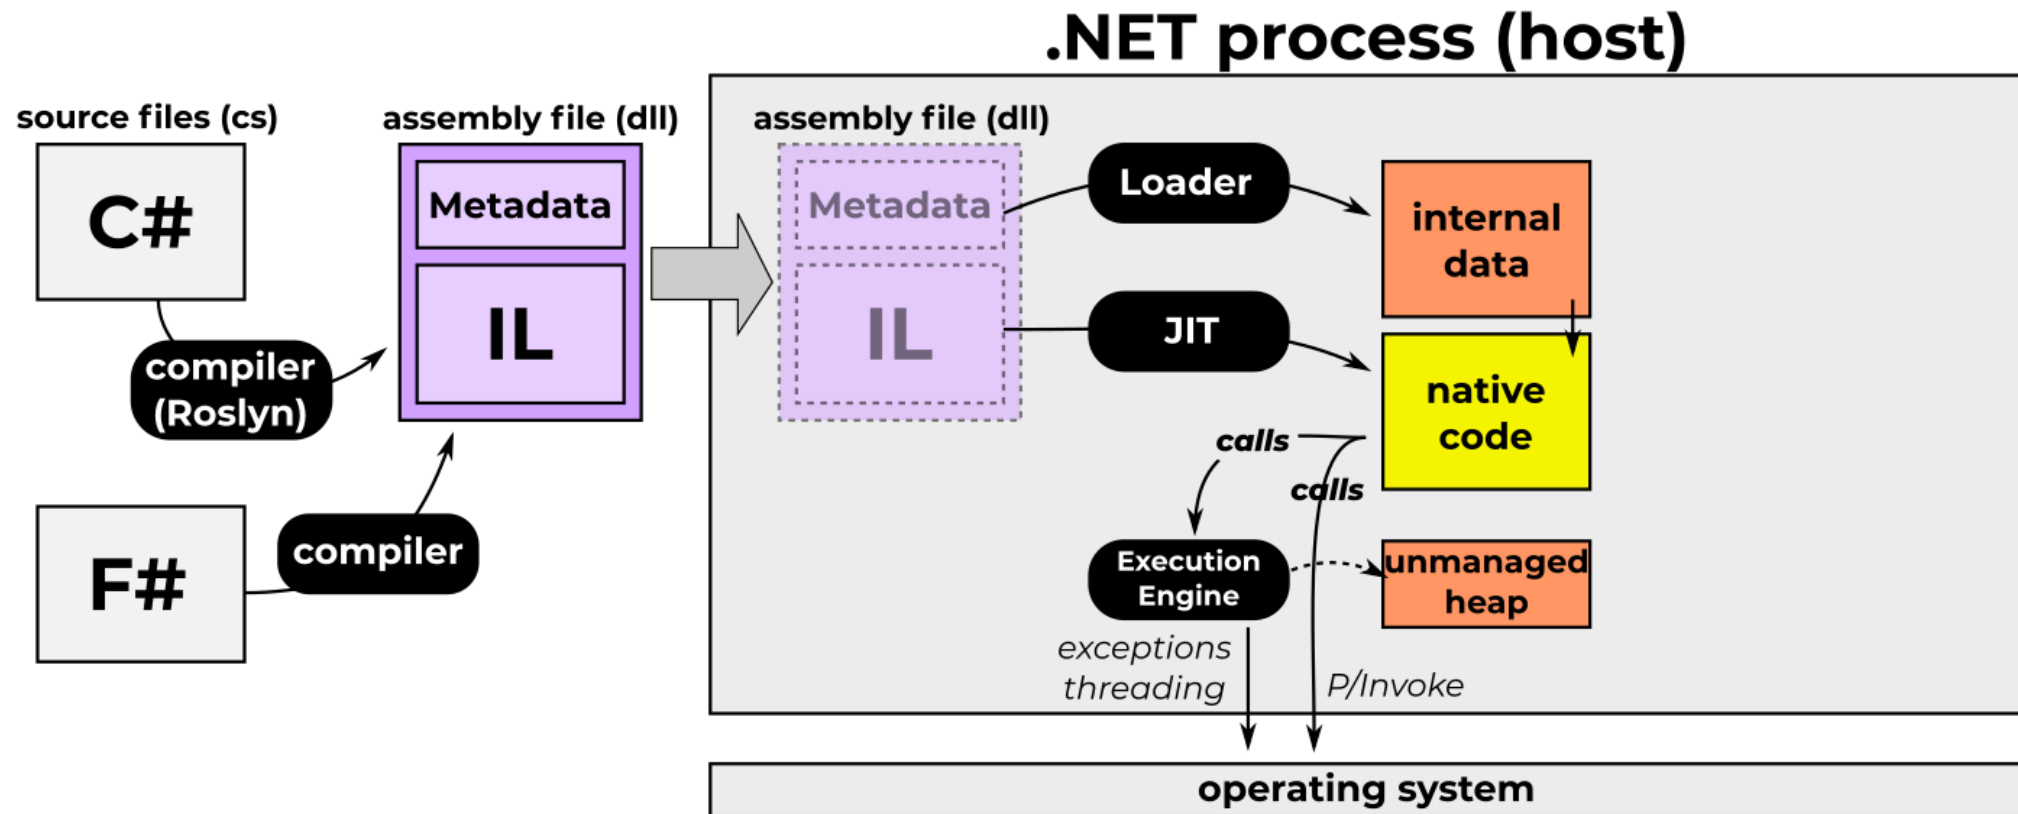 .NET process (host)
source files (cs)
assembly file (dll)
assembly file (dll)
C#
Metadata
Metadata
Loader
internal
data
IL
IL
JIT
compiler
(Roslyn)
native
code
calls
calls
F#
compiler
Execution
Engine
unmanaged
heap
exceptions
threading
P/Invoke
operating system